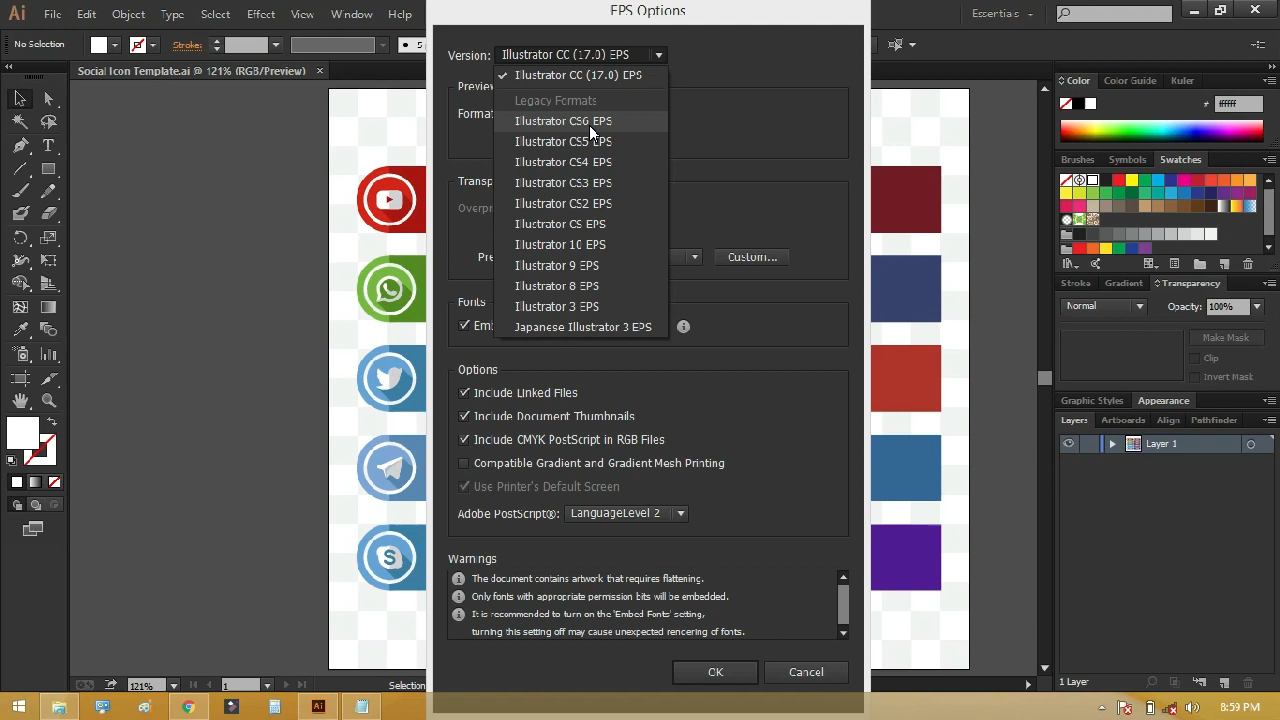 Ai File Edit Object Type Select Effect View Window Help
EPS Options
Essentials
No Selection
Stroke:
5
Social Icon Template.ai @ 121% (RGB/Preview) ×
Version: Illustrator CC (17.0) EPS
Illustrator CC (17.0) EPS
Legacy Formats
Illustrator CS6 EPS
Illustrator CS5 EPS
Illustrator CS4 EPS
Illustrator CS3 EPS
Illustrator CS2 EPS
Illustrator CS EPS
Illustrator 10 EPS
Illustrator 9 EPS
Illustrator 8 EPS
Illustrator 3 EPS
Japanese Illustrator 3 EPS
Preview
Format
Transp
Overpr
Pre
Custom...
Fonts
Emb
Options
Include Linked Files
Include Document Thumbnails
Include CMYK PostScript in RGB Files
Compatible Gradient and Gradient Mesh Printing
Use Printer's Default Screen
Adobe PostScript®: LanguageLevel 2
Warnings
The document contains artwork that requires flattening.
Only fonts with appropriate permission bits will be embedded.
It is recommended to turn on the 'Embed Fonts' setting,
turning this setting off may cause unexpected rendering of fonts.
OK Cancel
Color Color Guide Kuler
# ffffff
Brushes Symbols Swatches
Stroke Gradient Transparency
Normal Opacity: 100%
Make Mask
Clip
Invert Mask
Graphic Styles Appearance
Layers Artboards Align Pathfinder
Layer 1
1 Layer
121% 1 Selection
S
Ai
8:59 PM